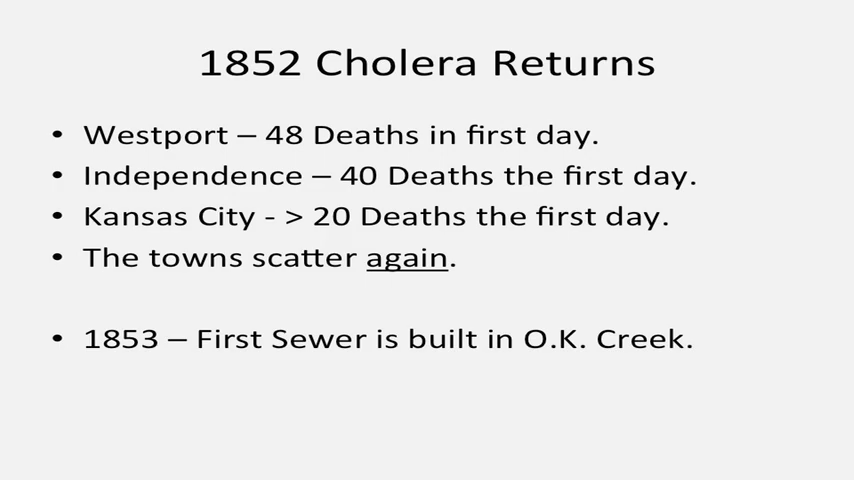 1852 Cholera Returns
• Westport – 48 Deaths in first day.
• Independence – 40 Deaths the first day.
• Kansas City - > 20 Deaths the first day.
• The towns scatter again.
• 1853 – First Sewer is built in O.K. Creek.